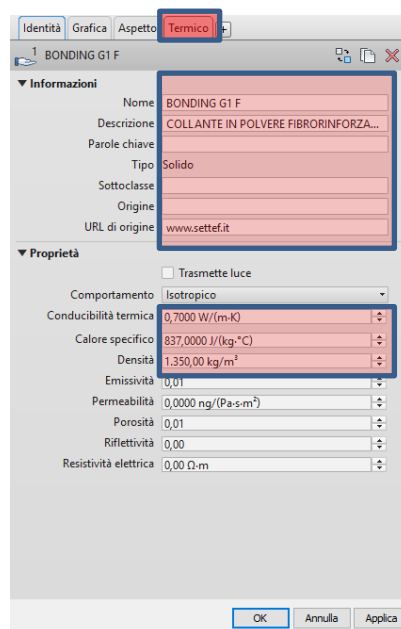 Identità Grafica Aspetto Termico +
1 BONDING G1 F
Informazioni
Nome BONDING G1 F
Descrizione COLLANTE IN POLVERE FIBRORINFORZA...
Parole chiave
Tipo Solido
Sottoclasse
Origine
URL di origine www.settef.it
Proprietà
Trasmette luce
Comportamento Isotropico
Conducibilità termica 0,7000 W/(m·K)
Calore specifico 837,0000 J/(kg·°C)
Densità 1.350,00 kg/m³
Emissività 0,01
Permeabilità 0,0000 ng/(Pa·s·m²)
Porosità 0,01
Riflettività 0,00
Resistività elettrica 0,00 Ω·m
OK Annulla Applica